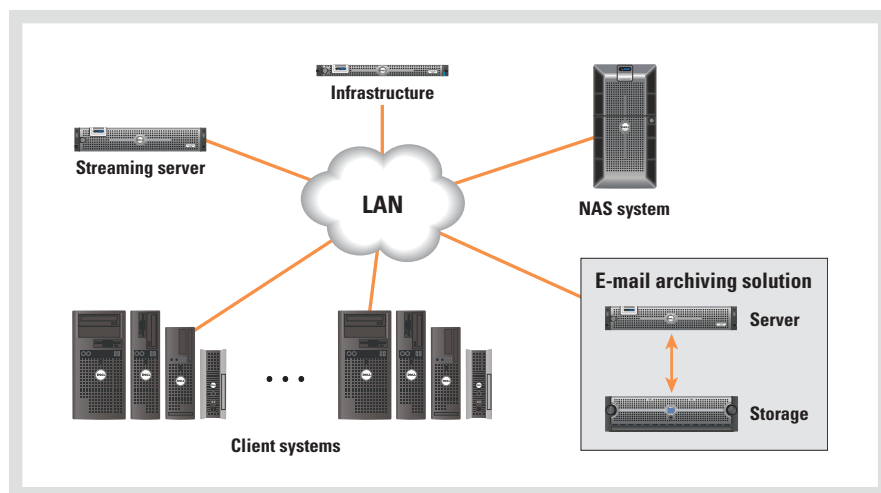 Infrastructure
Streaming server
LAN
NAS system
E-mail archiving solution
Server
Storage
Client systems